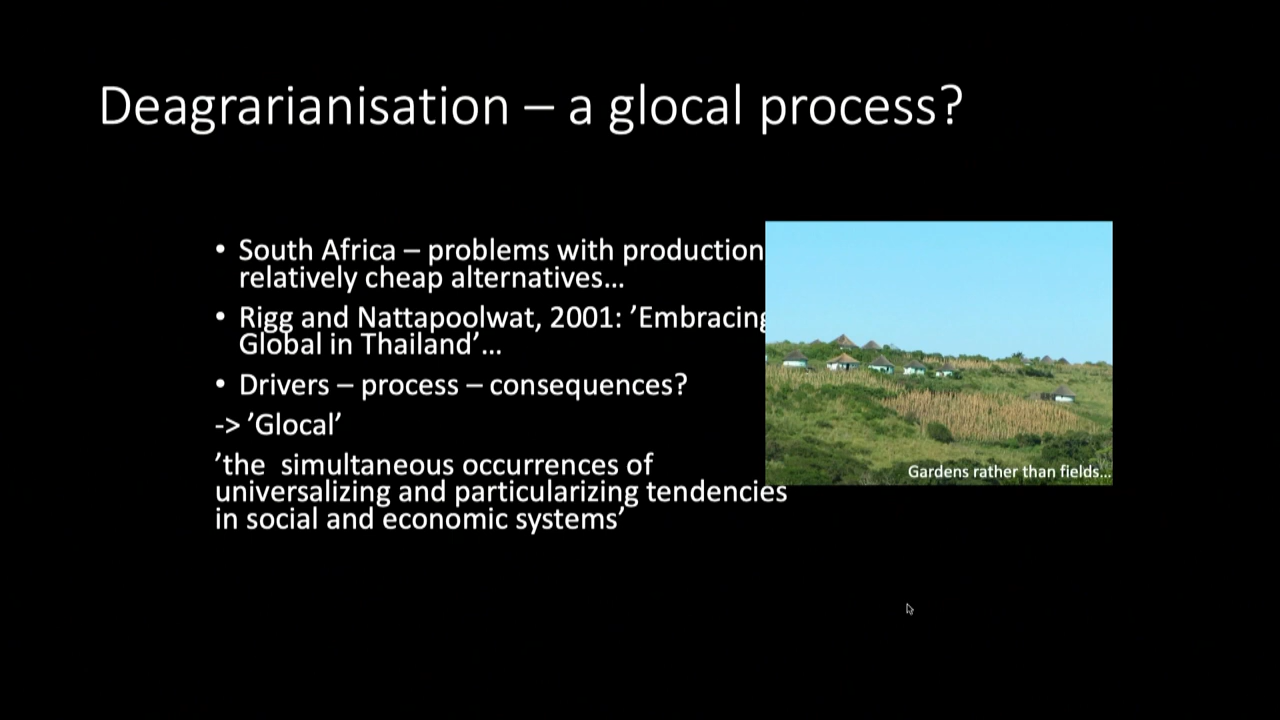 Deagrarianisation – a glocal process?
• South Africa – problems with production
relatively cheap alternatives...
• Rigg and Nattapoolwat, 2001: ’Embracing
Global in Thailand’...
• Drivers – process – consequences?
-> ’Glocal’
’the  simultaneous occurrences of
universalizing and particularizing tendencies
in social and economic systems’
Gardens rather than fields...